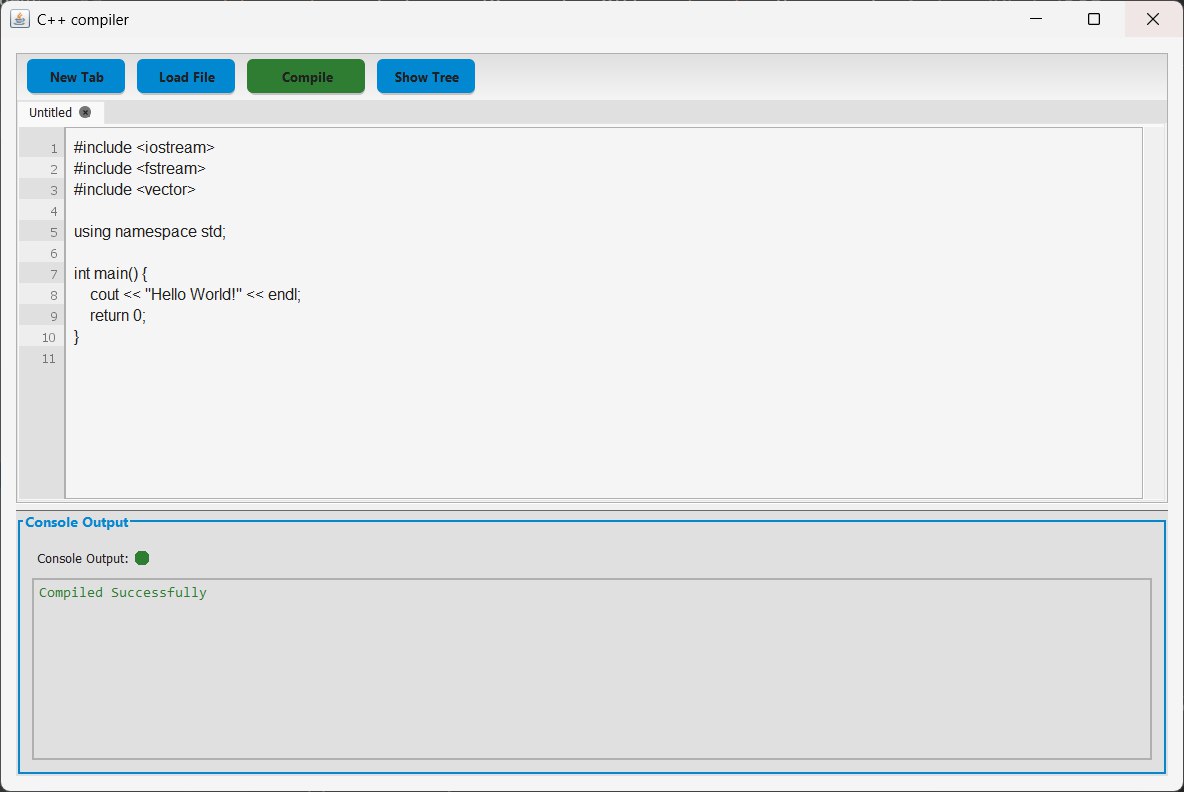 C++ compiler
New Tab Load File Compile Show Tree
Untitled
1 #include <iostream>
2 #include <fstream>
3 #include <vector>
4
5 using namespace std;
6
7 int main() {
8     cout << "Hello World!" << endl;
9     return 0;
10 }
11
Console Output
Console Output:
Compiled Successfully